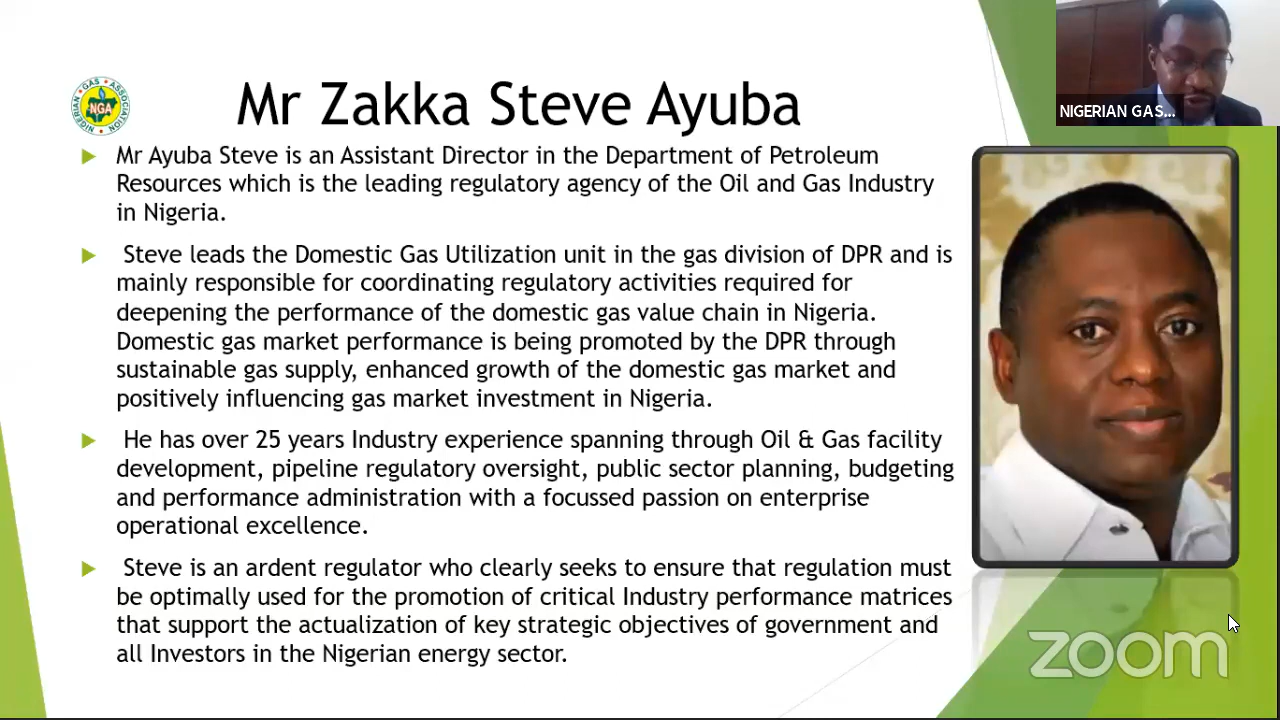 Mr Zakka Steve Ayuba
NIGERIAN GAS ASSOCIATION
NGA
NIGERIAN GAS...
Mr Ayuba Steve is an Assistant Director in the Department of Petroleum
Resources which is the leading regulatory agency of the Oil and Gas Industry
in Nigeria.
Steve leads the Domestic Gas Utilization unit in the gas division of DPR and is
mainly responsible for coordinating regulatory activities required for
deepening the performance of the domestic gas value chain in Nigeria.
Domestic gas market performance is being promoted by the DPR through
sustainable gas supply, enhanced growth of the domestic gas market and
positively influencing gas market investment in Nigeria.
He has over 25 years Industry experience spanning through Oil & Gas facility
development, pipeline regulatory oversight, public sector planning, budgeting
and performance administration with a focussed passion on enterprise
operational excellence.
Steve is an ardent regulator who clearly seeks to ensure that regulation must
be optimally used for the promotion of critical Industry performance matrices
that support the actualization of key strategic objectives of government and
all Investors in the Nigerian energy sector.
zoom